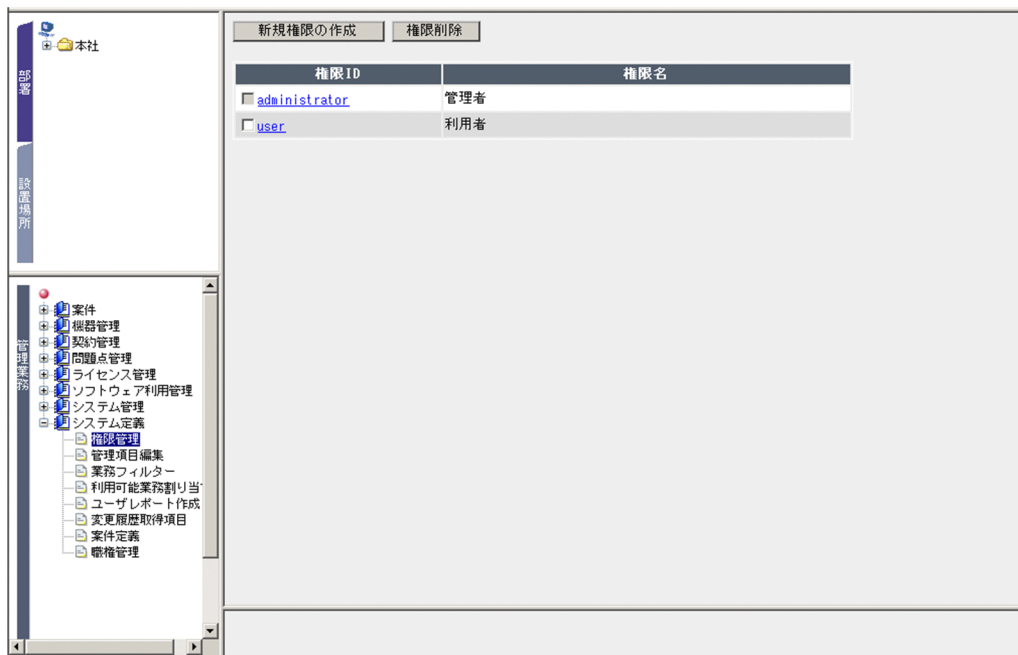 部署
設置場所
本社
新規権限の作成 権限削除
権限ID 権限名
administrator 管理者
user 利用者
管理業務
案件
機器管理
契約管理
問題点管理
ライセンス管理
ソフトウェア利用管理
システム管理
システム定義
権限管理
管理項目編集
業務フィルター
利用可能業務割り当
ユーザレポート作成
変更履歴取得項目
案件定義
職権管理